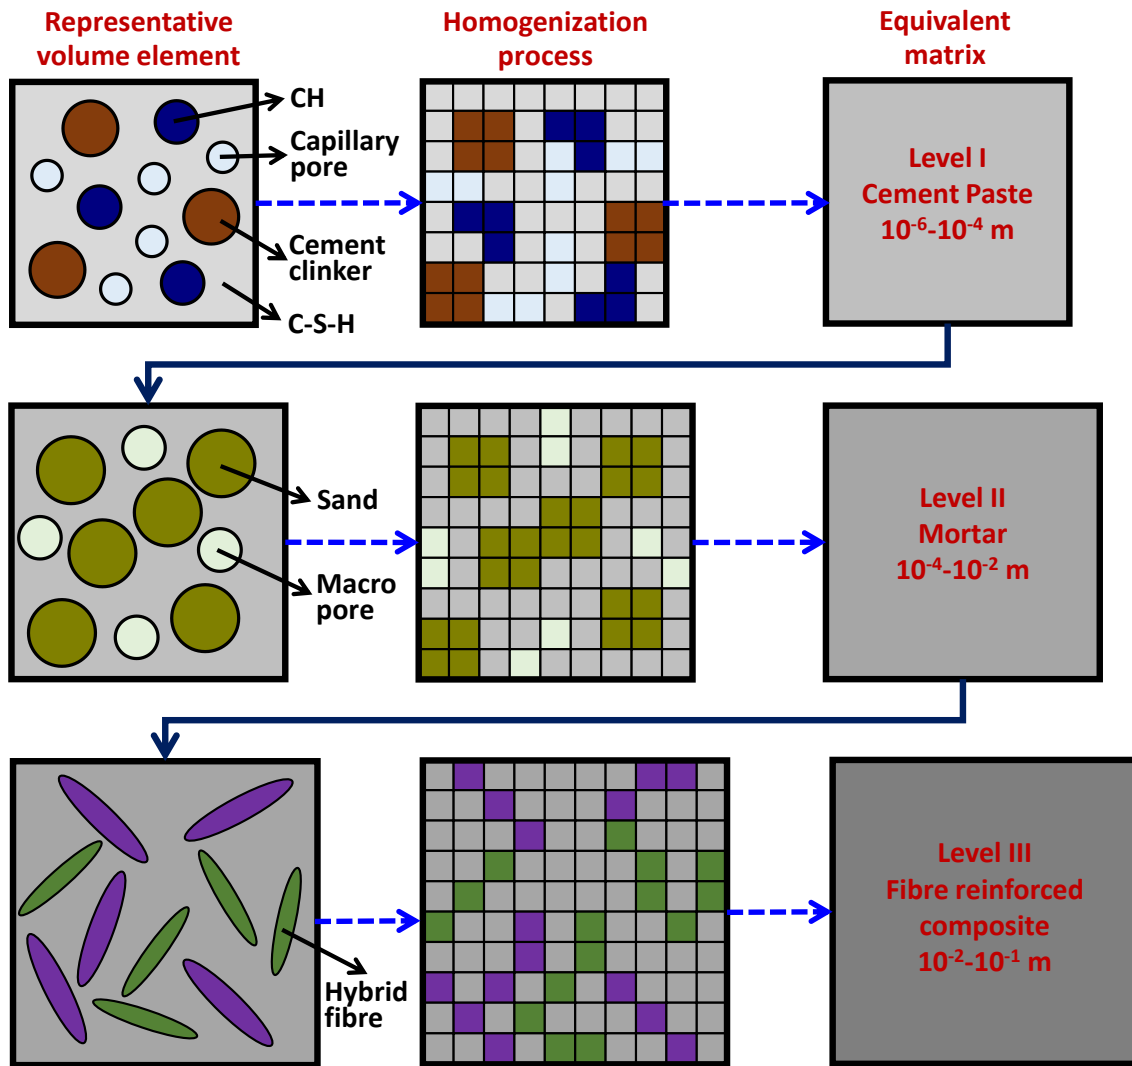 Representative
volume element
Homogenization
process
Equivalent
matrix
CH
Capillary
pore
Cement
clinker
C-S-H
Level I
Cement Paste
10⁻⁶-10⁻⁴ m
Sand
Macro
pore
Level II
Mortar
10⁻⁴-10⁻² m
Hybrid
fibre
Level III
Fibre reinforced
composite
10⁻²-10⁻¹ m